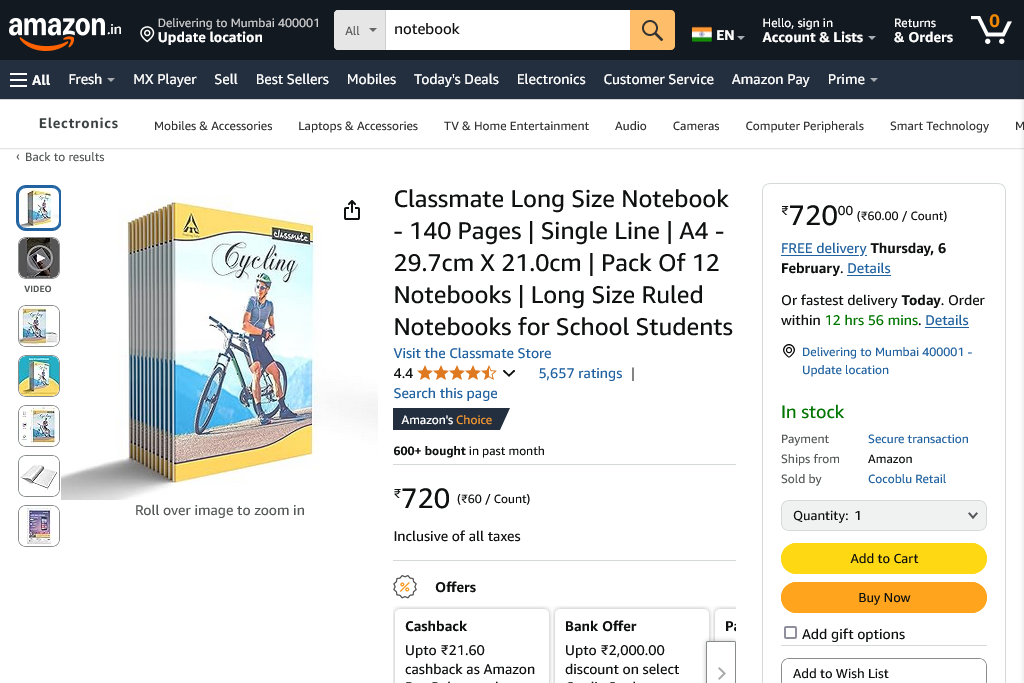 amazon.in
Delivering to Mumbai 400001
Update location
All
notebook
EN
Hello, sign in
Account & Lists
Returns
& Orders
0
All
Fresh
MX Player
Sell
Best Sellers
Mobiles
Today's Deals
Electronics
Customer Service
Amazon Pay
Prime
Electronics
Mobiles & Accessories
Laptops & Accessories
TV & Home Entertainment
Audio
Cameras
Computer Peripherals
Smart Technology
M
‹ Back to results
VIDEO
classmate
Cycling
Roll over image to zoom in
Classmate Long Size Notebook
- 140 Pages | Single Line | A4 -
29.7cm X 21.0cm | Pack Of 12
Notebooks | Long Size Ruled
Notebooks for School Students
Visit the Classmate Store
4.4
5,657 ratings |
Search this page
Amazon's Choice
600+ bought in past month
₹720 (₹60 / Count)
Inclusive of all taxes
Offers
Cashback
Upto ₹21.60
cashback as Amazon
Bank Offer
Upto ₹2,000.00
discount on select
₹72000 (₹60.00 / Count)
FREE delivery Thursday, 6
February. Details
Or fastest delivery Today. Order
within 12 hrs 56 mins. Details
Delivering to Mumbai 400001 -
Update location
In stock
Payment Secure transaction
Ships from Amazon
Sold by Cocoblu Retail
Quantity: 1
Add to Cart
Buy Now
Add gift options
Add to Wish List